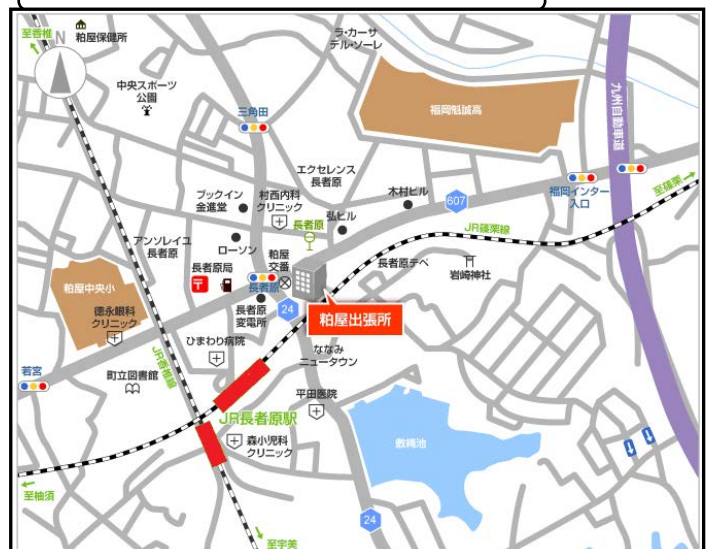 至香椎
N
粕屋保健所
ラ・カーサ
デル・ソーレ
中央スポーツ
公園
三角田
福岡魁誠高
九州自動車道
エクセレンス
長者原
ブックイン
金進堂
村西内科
クリニック
木村ビル
福岡インター
入口
至篠栗
607
弘ビル
長者原
JR篠栗線
アンソレイユ
長者原
ローソン
粕屋
交番
長者原局
長者原デペ
岩崎神社
粕屋中央小
長者原
徳永眼科
クリニック
長者原
変電所
24
粕屋出張所
ひまわり病院
ななみ
ニュータウン
JR香椎線
若宮
町立図書館
平田医院
JR長者原駅
敷縄池
森小児科
クリニック
至柚須
24
至宇美